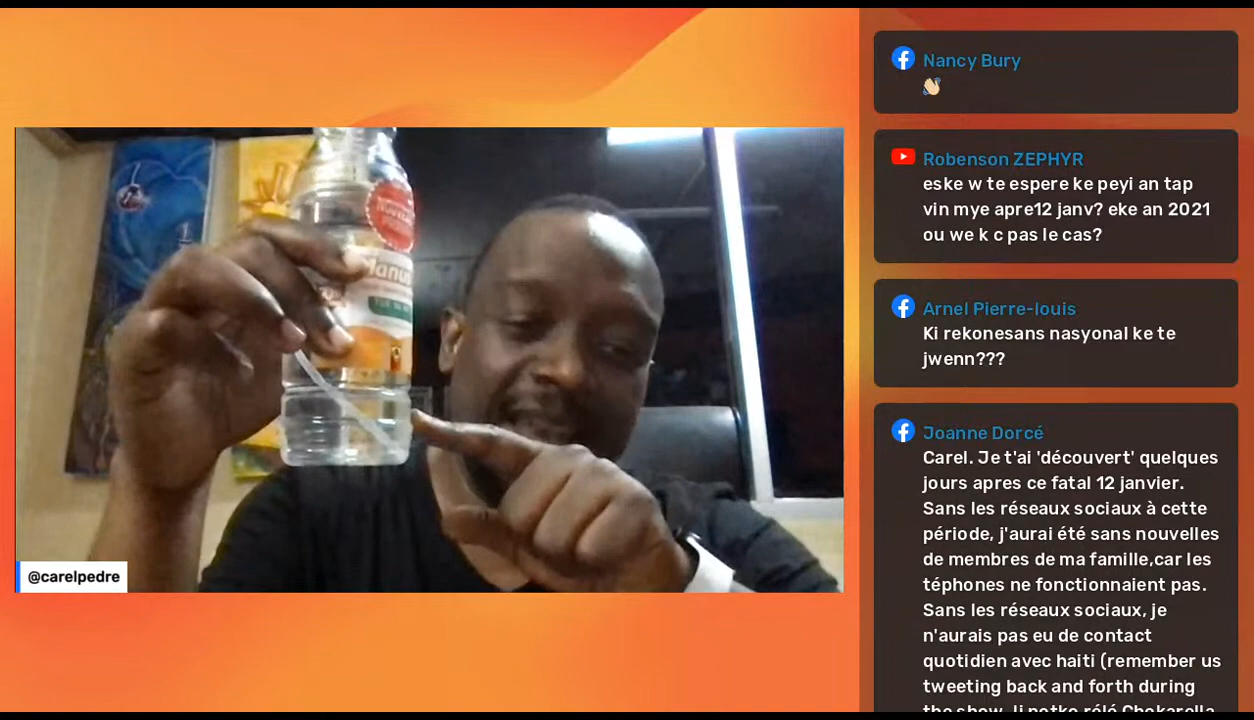 Nancy Bury
Robenson ZEPHYR
eske w te espere ke peyi an tap
vin mye apre12 janv? eke an 2021
ou we k c pas le cas?
Arnel Pierre-louis
Ki rekonesans nasyonal ke te
jwenn???
Joanne Dorcé
Carel. Je t'ai 'découvert' quelques
jours apres ce fatal 12 janvier.
Sans les réseaux sociaux à cette
période, j'aurai été sans nouvelles
de membres de ma famille,car les
téphones ne fonctionnaient pas.
Sans les réseaux sociaux, je
n'aurais pas eu de contact
quotidien avec haiti (remember us
tweeting back and forth during
@carelpedre